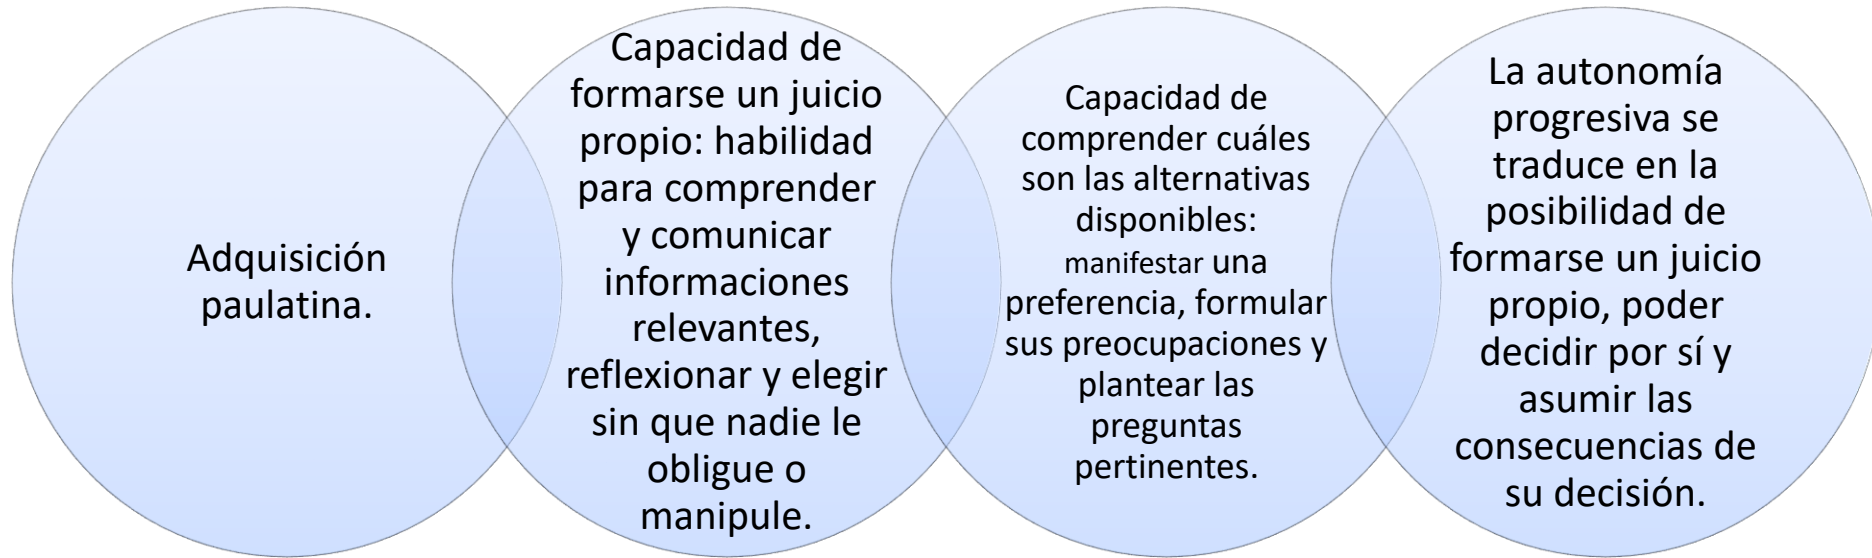 Adquisición
paulatina.
Capacidad de
formarse un juicio
propio: habilidad
para comprender
y comunicar
informaciones
relevantes,
reflexionar y elegir
sin que nadie le
obligue o
manipule.
Capacidad de
comprender cuáles
son las alternativas
disponibles:
manifestar una
preferencia, formular
sus preocupaciones y
plantear las
preguntas
pertinentes.
La autonomía
progresiva se
traduce en la
posibilidad de
formarse un juicio
propio, poder
decidir por sí y
asumir las
consecuencias de
su decisión.